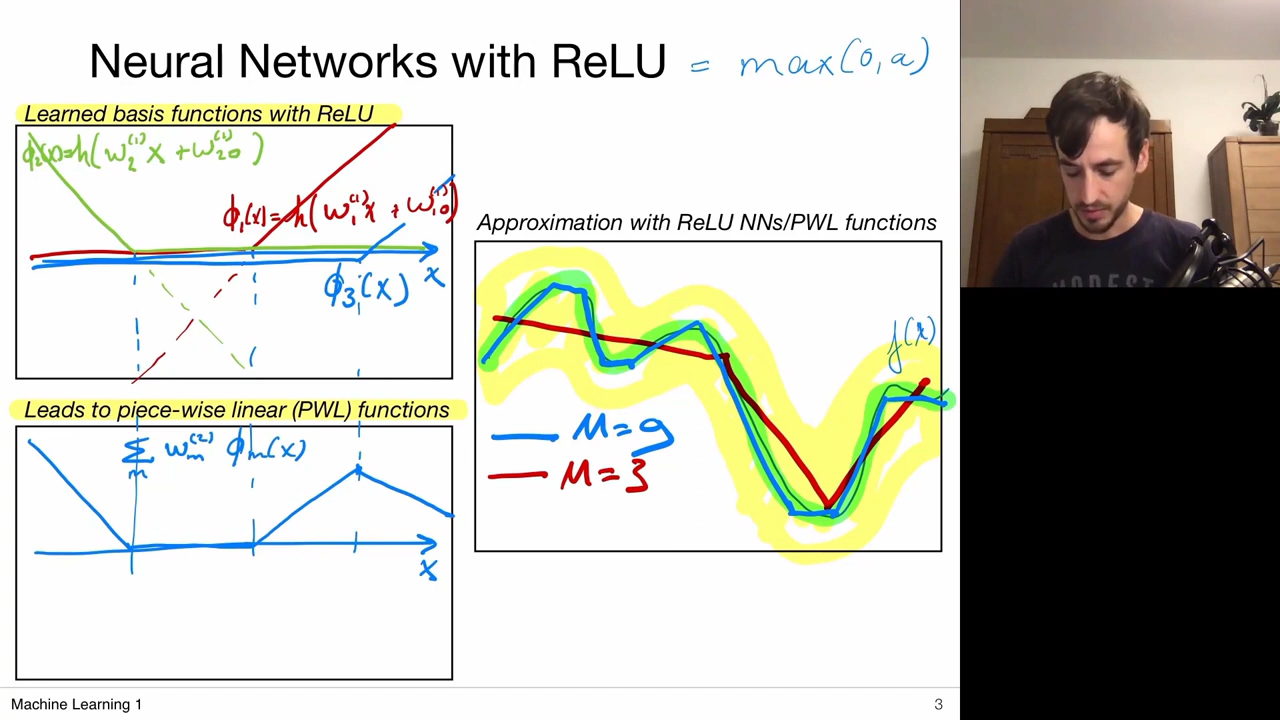 Neural Networks with ReLU = max(0,a)
Learned basis functions with ReLU
ϕ₂(x)=h(w₂⁽¹⁾x + w₂₀⁽¹⁾)
ϕ₁(x)=h(w₁⁽¹⁾x + w₁₀⁽¹⁾)
x
ϕ₃(x)
Leads to piece-wise linear (PWL) functions
∑ₘ wₘ⁽²⁾ ϕₘ(x)
x
Approximation with ReLU NNs/PWL functions
f(x)
M=9
M=3
MODEST
Machine Learning 1
3